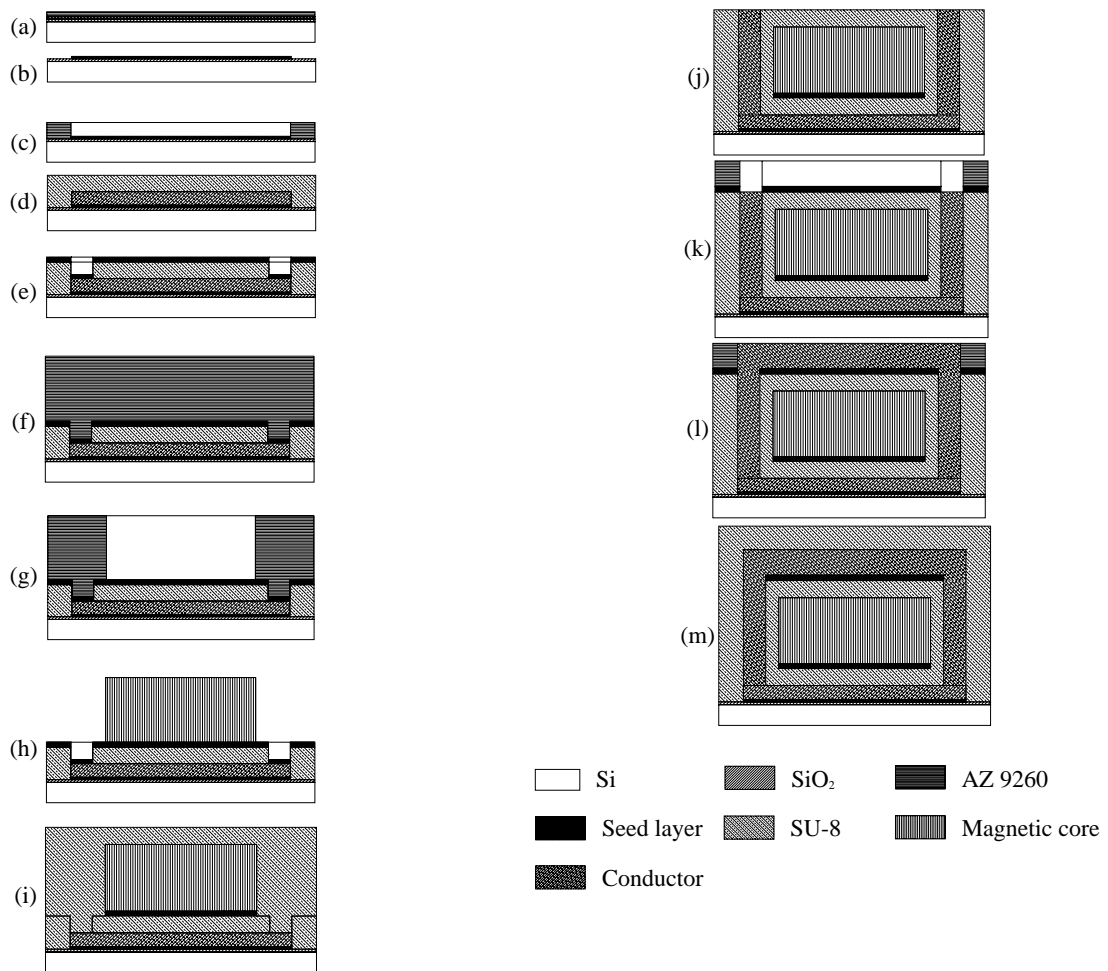 (a)
(b)
(c)
(d)
(e)
(f)
(g)
(h)
(i)
(j)
(k)
(l)
(m)
Si SiO₂ AZ 9260
Seed layer SU-8 Magnetic core
Conductor